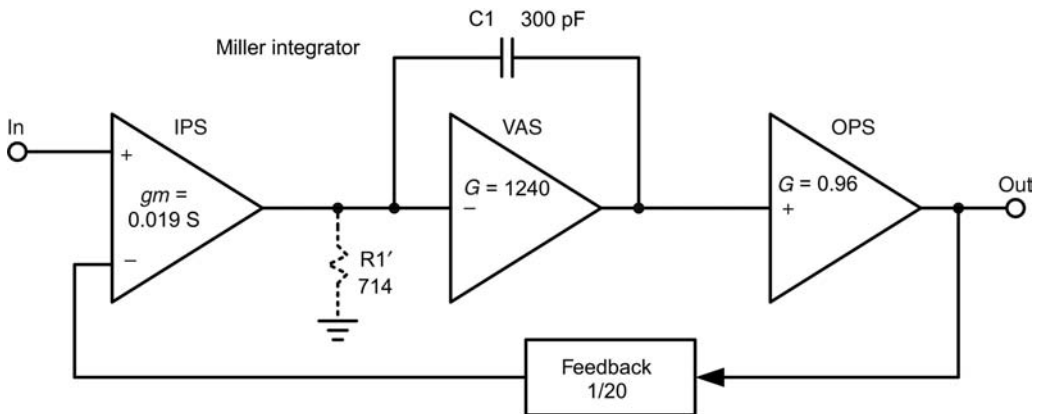 C1 300 pF
Miller integrator
In
IPS
VAS
OPS
+
gm =
0.019 S
−
R1′
714
G = 1240
−
G = 0.96
+
Out
Feedback
1/20